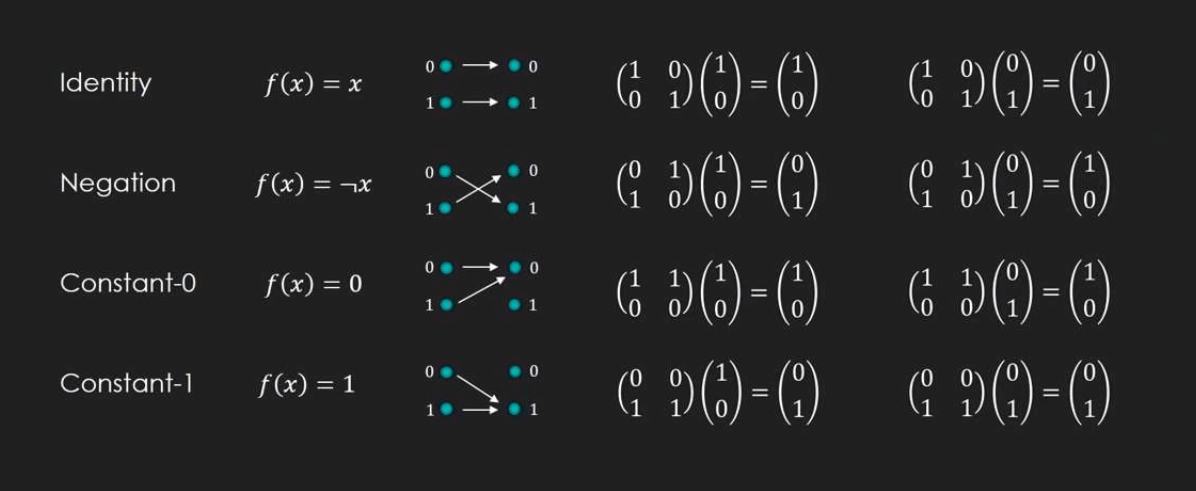 Identity f(x) = x 0 → 0 1 → 1 (1 0 0 1)(1 0) = (1 0) (1 0 0 1)(0 1) = (0 1)
Negation f(x) = ¬x 0 0 1 1 (0 1 1 0)(1 0) = (0 1) (0 1 1 0)(0 1) = (1 0)
Constant-0 f(x) = 0 0 → 0 1 1 (1 1 0 0)(1 0) = (1 0) (1 1 0 0)(0 1) = (1 0)
Constant-1 f(x) = 1 0 0 1 → 1 (0 0 1 1)(1 0) = (0 1) (0 0 1 1)(0 1) = (0 1)